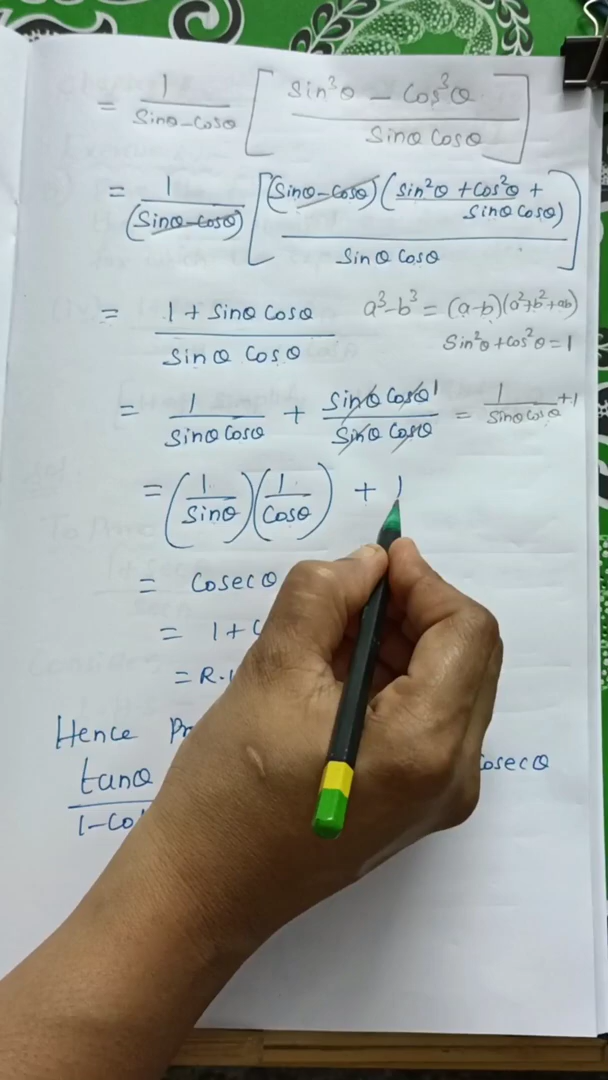 = 1/(Sinθ-Cosθ) [ (Sin³θ - Cos³θ)/(Sinθ Cosθ) ]
= 1/(Sinθ-Cosθ) [ (Sinθ-Cosθ)(Sin²θ + Cos²θ + Sinθ Cosθ)/(Sinθ Cosθ) ]
= (1 + Sinθ Cosθ)/(Sinθ Cosθ)
a³-b³ = (a-b)(a²+b²+ab)
Sin²θ + Cos²θ = 1
= 1/(Sinθ Cosθ) + (Sinθ Cosθ)/(Sinθ Cosθ) 1 = 1/(Sinθ Cosθ) + 1
= (1/Sinθ)(1/Cosθ) + 1
= Cosecθ
= 1 +
= R.
Hence
tanθ/1- Cosecθ